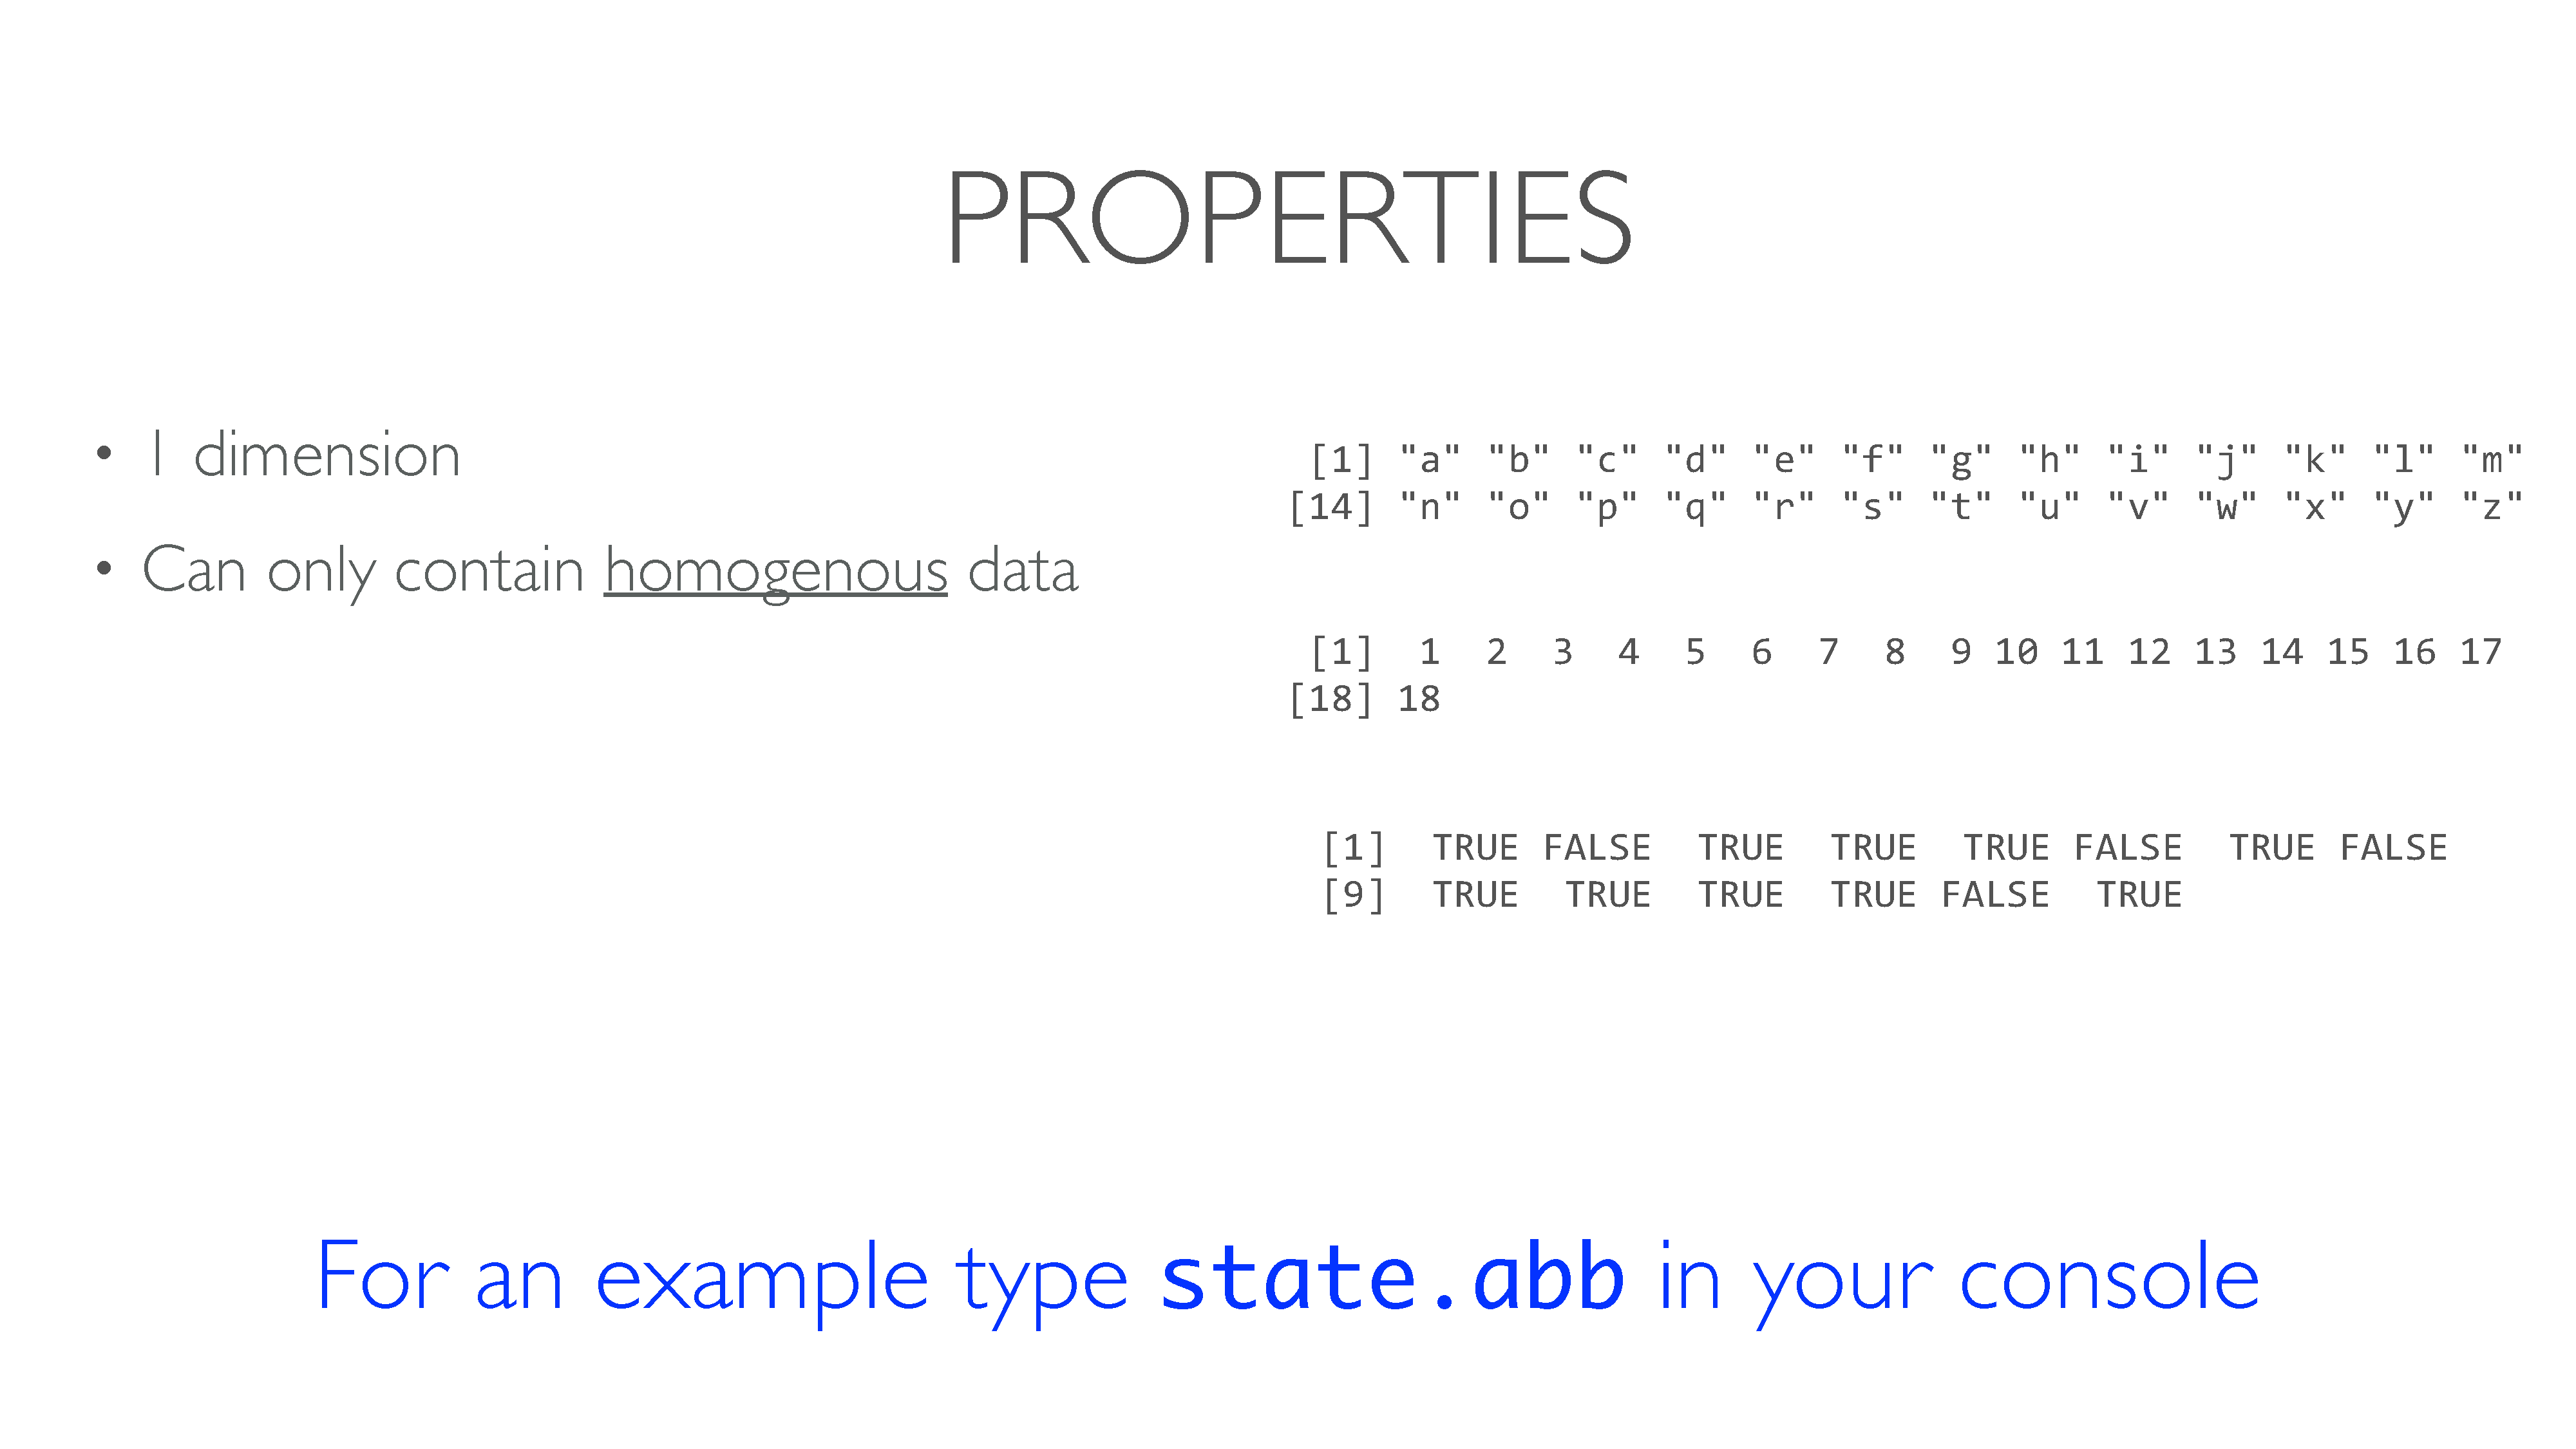 PROPERTIES
• 1 dimension
• Can only contain homogenous data
[1] "a" "b" "c" "d" "e" "f" "g" "h" "i" "j" "k" "l" "m"
[14] "n" "o" "p" "q" "r" "s" "t" "u" "v" "w" "x" "y" "z"
[1] 1 2 3 4 5 6 7 8 9 10 11 12 13 14 15 16 17
[18] 18
[1] TRUE FALSE TRUE TRUE TRUE FALSE TRUE FALSE
[9] TRUE TRUE TRUE TRUE FALSE TRUE
For an example type state.abb in your console